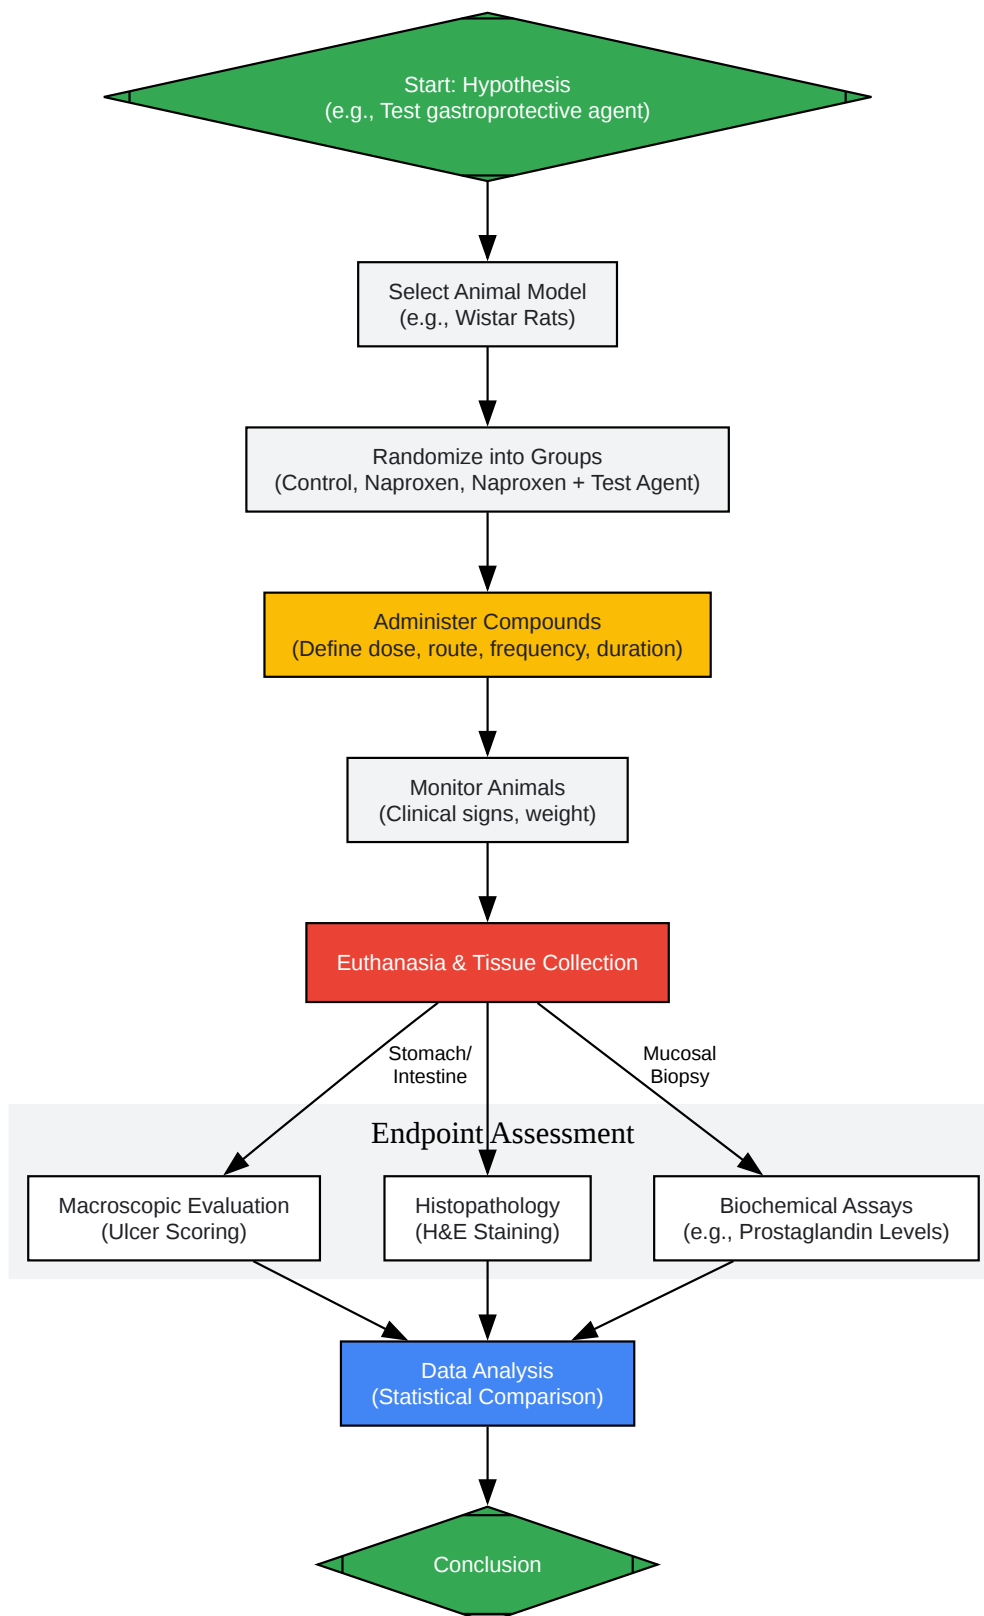 Start: Hypothesis
(e.g., Test gastroprotective agent)
Select Animal Model
(e.g., Wistar Rats)
Randomize into Groups
(Control, Naproxen, Naproxen + Test Agent)
Administer Compounds
(Define dose, route, frequency, duration)
Monitor Animals
(Clinical signs, weight)
Euthanasia & Tissue Collection
Stomach/
Intestine
Mucosal
Biopsy
Endpoint Assessment
Macroscopic Evaluation
(Ulcer Scoring)
Histopathology
(H&E Staining)
Biochemical Assays
(e.g., Prostaglandin Levels)
Data Analysis
(Statistical Comparison)
Conclusion